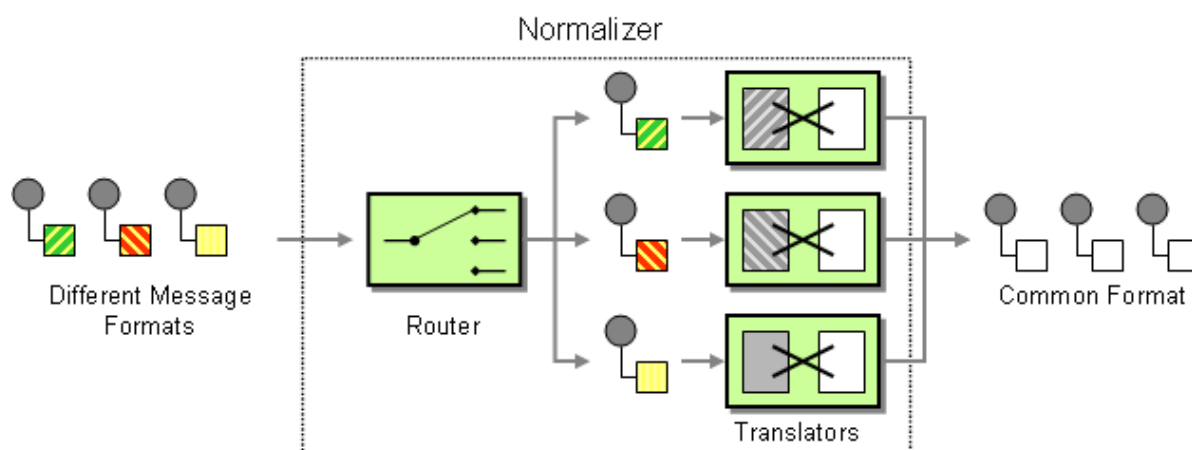 Normalizer
Different Message
Formats
Router
Translators
Common Format